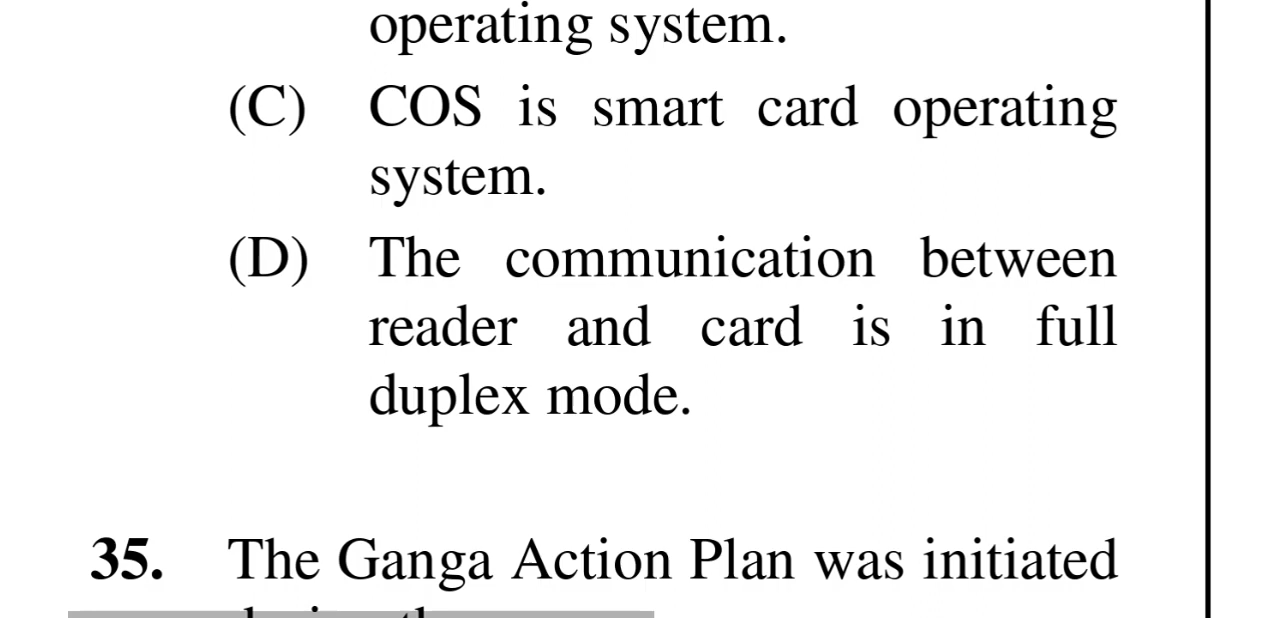 operating system.
(C) COS is smart card operating
system.
(D) The communication between
reader and card is in full
duplex mode.
35. The Ganga Action Plan was initiated